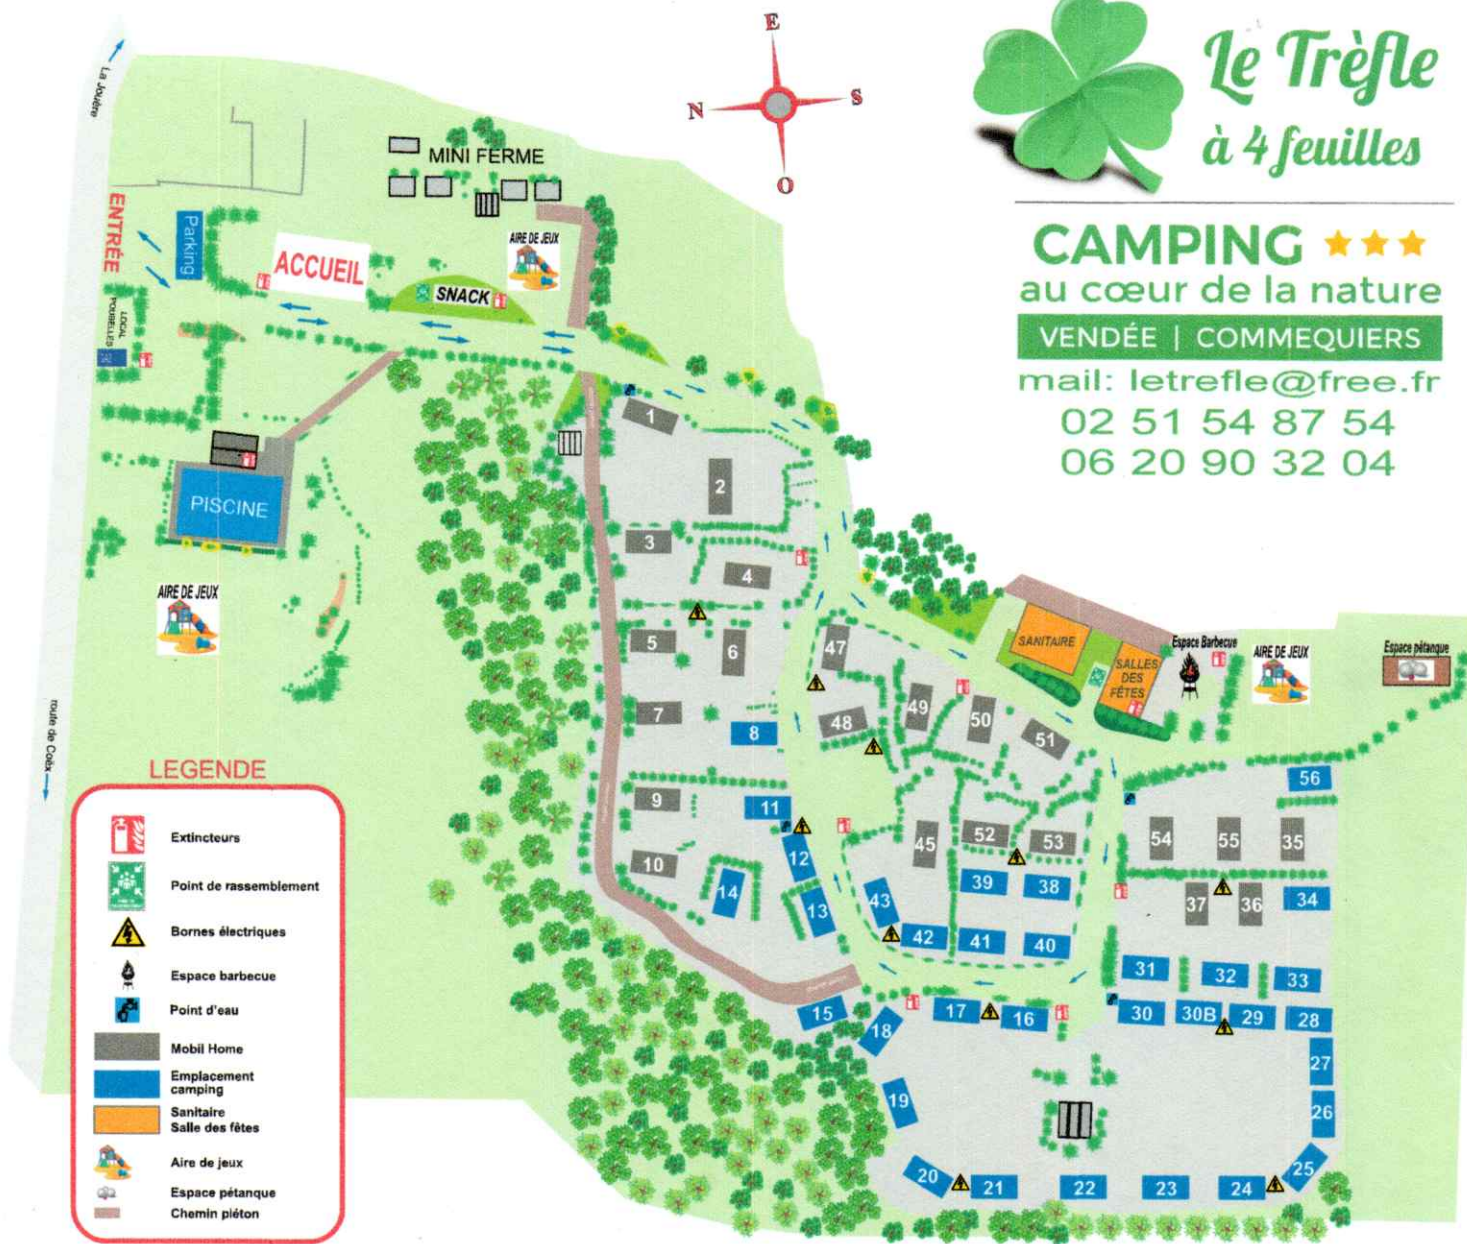 Le Trèfle
à 4 feuilles
CAMPING
au cœur de la nature
VENDÉE | COMMEQUIERS
mail: letrefle@free.fr
02 51 54 87 54
06 20 90 32 04
E
N
S
O
La Jouère
MINI FERME
ENTRÉE
Parking
ACCUEIL
AIRE DE JEUX
SNACK
LOCAL
POUBELLES
PISCINE
AIRE DE JEUX
route de Coëx
1
2
3
4
5
6
7
8
9
10
11
12
14
13
15
47
48
49
50
51
45
52
53
39
38
43
42
41
40
SANITAIRE
SALLES
DES
FÊTES
Espace Barbecue
AIRE DE JEUX
Espace pétanque
56
54
55
35
37
36
34
31
32
33
30
30B
29
28
17
16
18
19
27
26
25
20
21
22
23
24
LEGENDE
Extincteurs
Point de rassemblement
Bornes électriques
Espace barbecue
Point d'eau
Mobil Home
Emplacement
camping
Sanitaire
Salle des fêtes
Aire de jeux
Espace pétanque
Chemin piéton